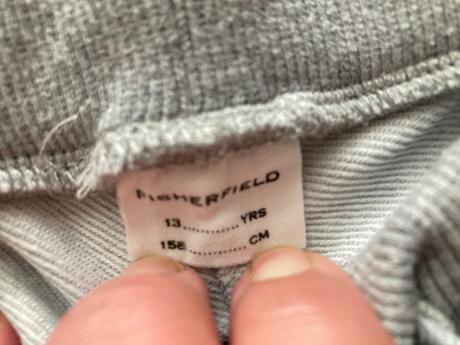 FISHERFIELD
13..............YRS
158..............CM